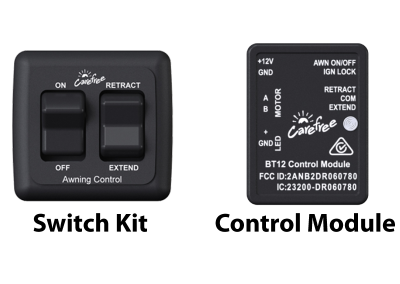 ON Carefree RETRACT
OFF EXTEND
Awning Control
Switch Kit
+12V AWN ON/OFF
GND IGN LOCK
RETRACT
A MOTOR COM
B EXTEND
Carefree
+
GND LED
BT12 Control Module
FCC ID:2ANB2DR060780
IC:23200-DR060780
Control Module